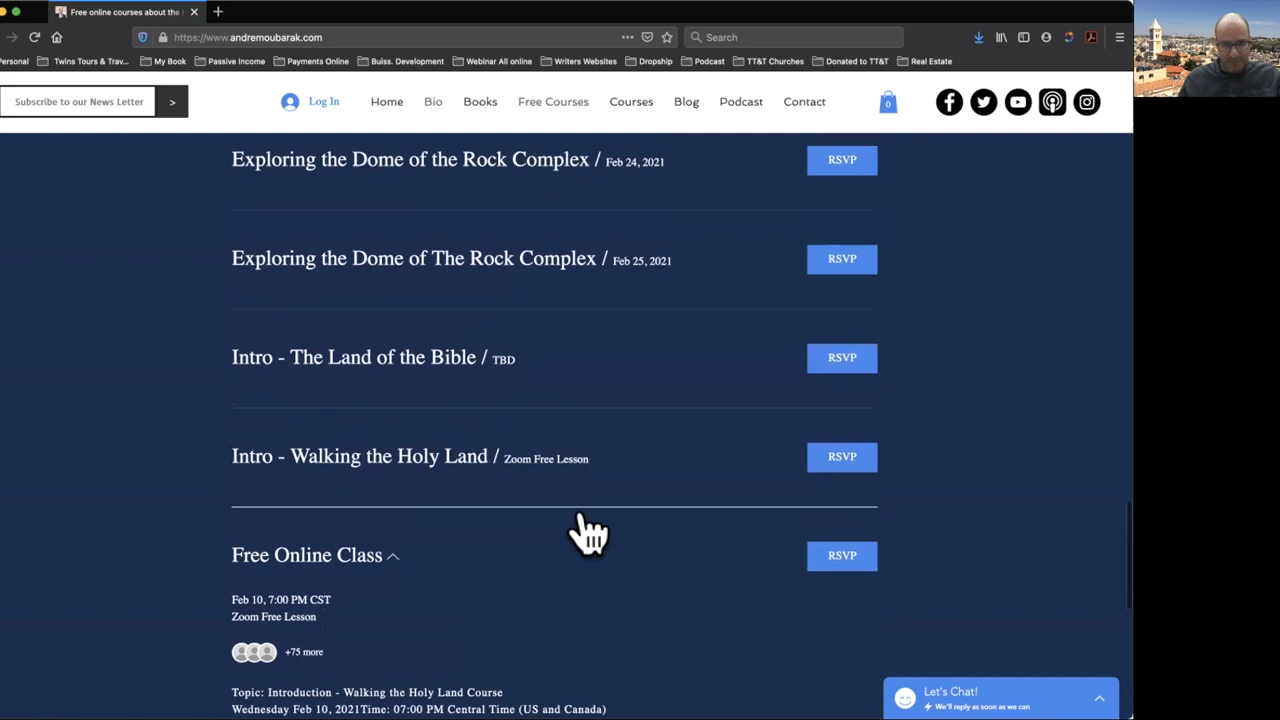 Free online courses about the
https://www.andremoubarak.com
Search
Personal
Twins Tours & Trav...
My Book
Passive Income
Payments Online
Buiss. Development
Webinar All online
Writers Websites
Dropship
Podcast
TT&T Churches
Donated to TT&T
Real Estate
Subscribe to our News Letter
>
Log In
Home
Bio
Books
Free Courses
Courses
Blog
Podcast
Contact
0
Exploring the Dome of the Rock Complex / Feb 24, 2021
RSVP
Exploring the Dome of The Rock Complex / Feb 25, 2021
RSVP
Intro - The Land of the Bible / TBD
RSVP
Intro - Walking the Holy Land / Zoom Free Lesson
RSVP
Free Online Class
RSVP
Feb 10, 7:00 PM CST
Zoom Free Lesson
+75 more
Topic: Introduction - Walking the Holy Land Course
Wednesday Feb 10, 2021Time: 07:00 PM Central Time (US and Canada)
Let's Chat!
We'll reply as soon as we can